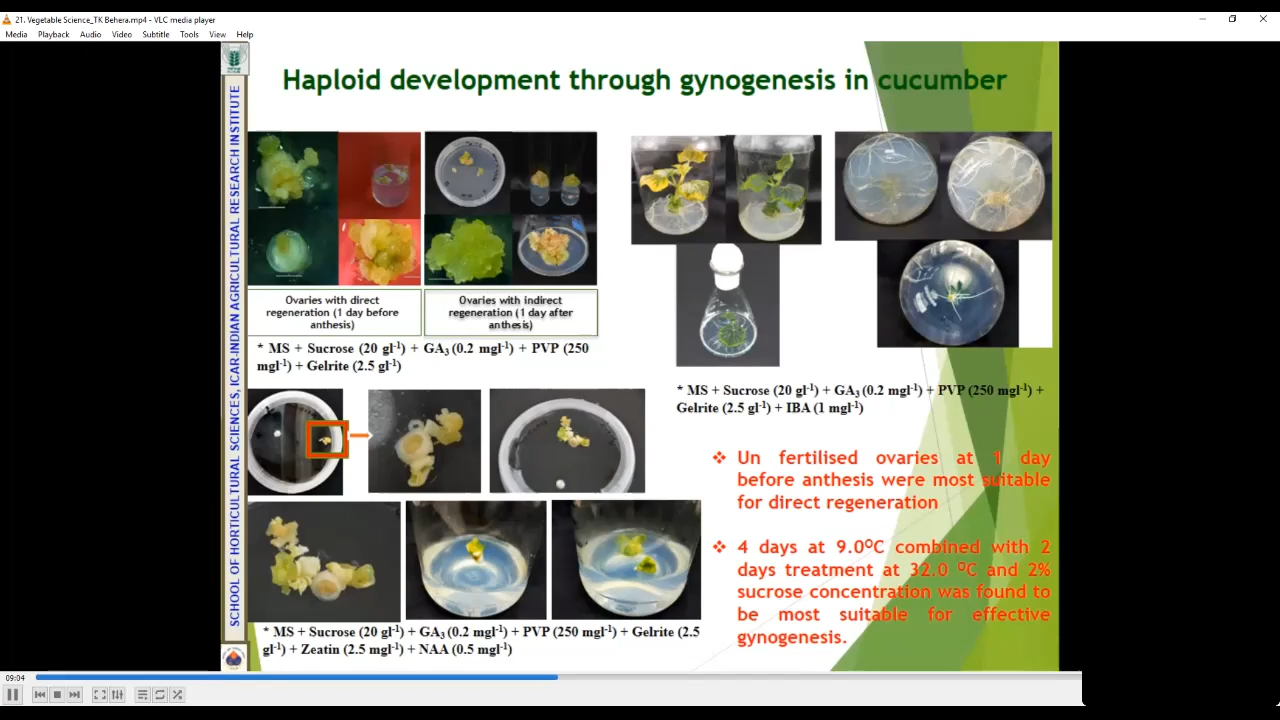 21. Vegetable Science_TK Behera.mp4 - VLC media player
Media Playback Audio Video Subtitle Tools View Help
SCHOOL OF HORTICULTURAL SCIENCES, ICAR-INDIAN AGRICULTURAL RESEARCH INSTITUTE
Haploid development through gynogenesis in cucumber
Ovaries with direct
regeneration (1 day before
anthesis)
Ovaries with indirect
regeneration (1 day after
anthesis)
* MS + Sucrose (20 gl⁻¹) + GA₃ (0.2 mgl⁻¹) + PVP (250
mgl⁻¹) + Gelrite (2.5 gl⁻¹)
* MS + Sucrose (20 gl⁻¹) + GA₃ (0.2 mgl⁻¹) + PVP (250 mgl⁻¹) + Gelrite (2.5
gl⁻¹) + Zeatin (2.5 mgl⁻¹) + NAA (0.5 mgl⁻¹)
* MS + Sucrose (20 gl⁻¹) + GA₃ (0.2 mgl⁻¹) + PVP (250 mgl⁻¹) +
Gelrite (2.5 gl⁻¹) + IBA (1 mgl⁻¹)
❖ Un fertilised ovaries at 1 day
before anthesis were most suitable
for direct regeneration
❖ 4 days at 9.0⁰C combined with 2
days treatment at 32.0 ⁰C and 2%
sucrose concentration was found to
be most suitable for effective
gynogenesis.
09:04